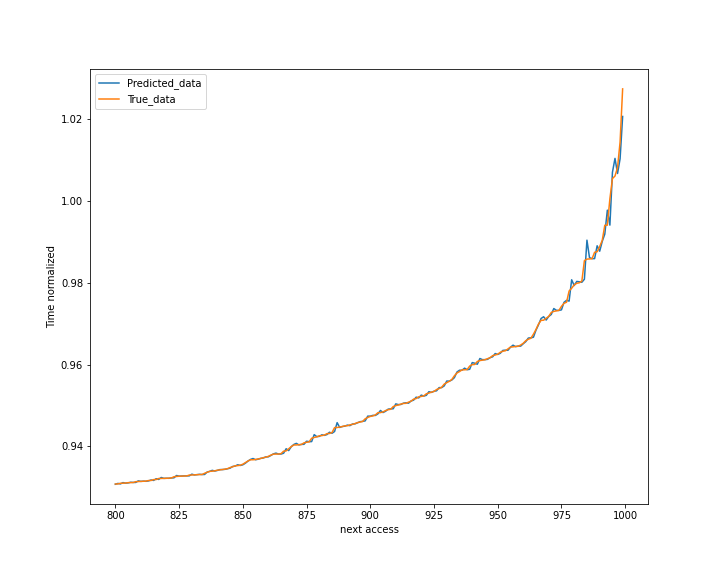 Predicted_data
True_data
1.02
1.00
0.98
0.96
0.94
Time normalized
800 825 850 875 900 925 950 975 1000
next access